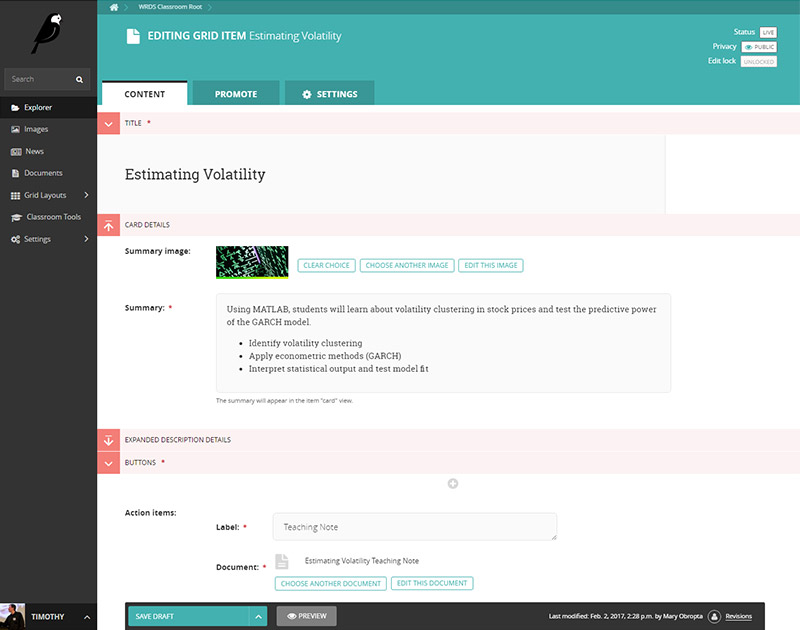 WRDS Classroom Root
EDITING GRID ITEM Estimating Volatility
Status LIVE
Privacy PUBLIC
Edit lock UNLOCKED
Search
Explorer
Images
News
Documents
Grid Layouts
Classroom Tools
Settings
CONTENT
PROMOTE
SETTINGS
TITLE *
Estimating Volatility
CARD DETAILS
Summary image:
CLEAR CHOICE
CHOOSE ANOTHER IMAGE
EDIT THIS IMAGE
Summary: *
Using MATLAB, students will learn about volatility clustering in stock prices and test the predictive power
of the GARCH model.
• Identify volatility clustering
• Apply econometric methods (GARCH)
• Interpret statistical output and test model fit
The summary will appear in the item "card" view.
EXPANDED DESCRIPTION DETAILS
BUTTONS *
Action items:
Label: *
Teaching Note
Document: *
Estimating Volatility Teaching Note
CHOOSE ANOTHER DOCUMENT
EDIT THIS DOCUMENT
TIMOTHY
SAVE DRAFT
PREVIEW
Last modified: Feb. 2, 2017, 2:28 p.m. by Mary Obropta
Revisions